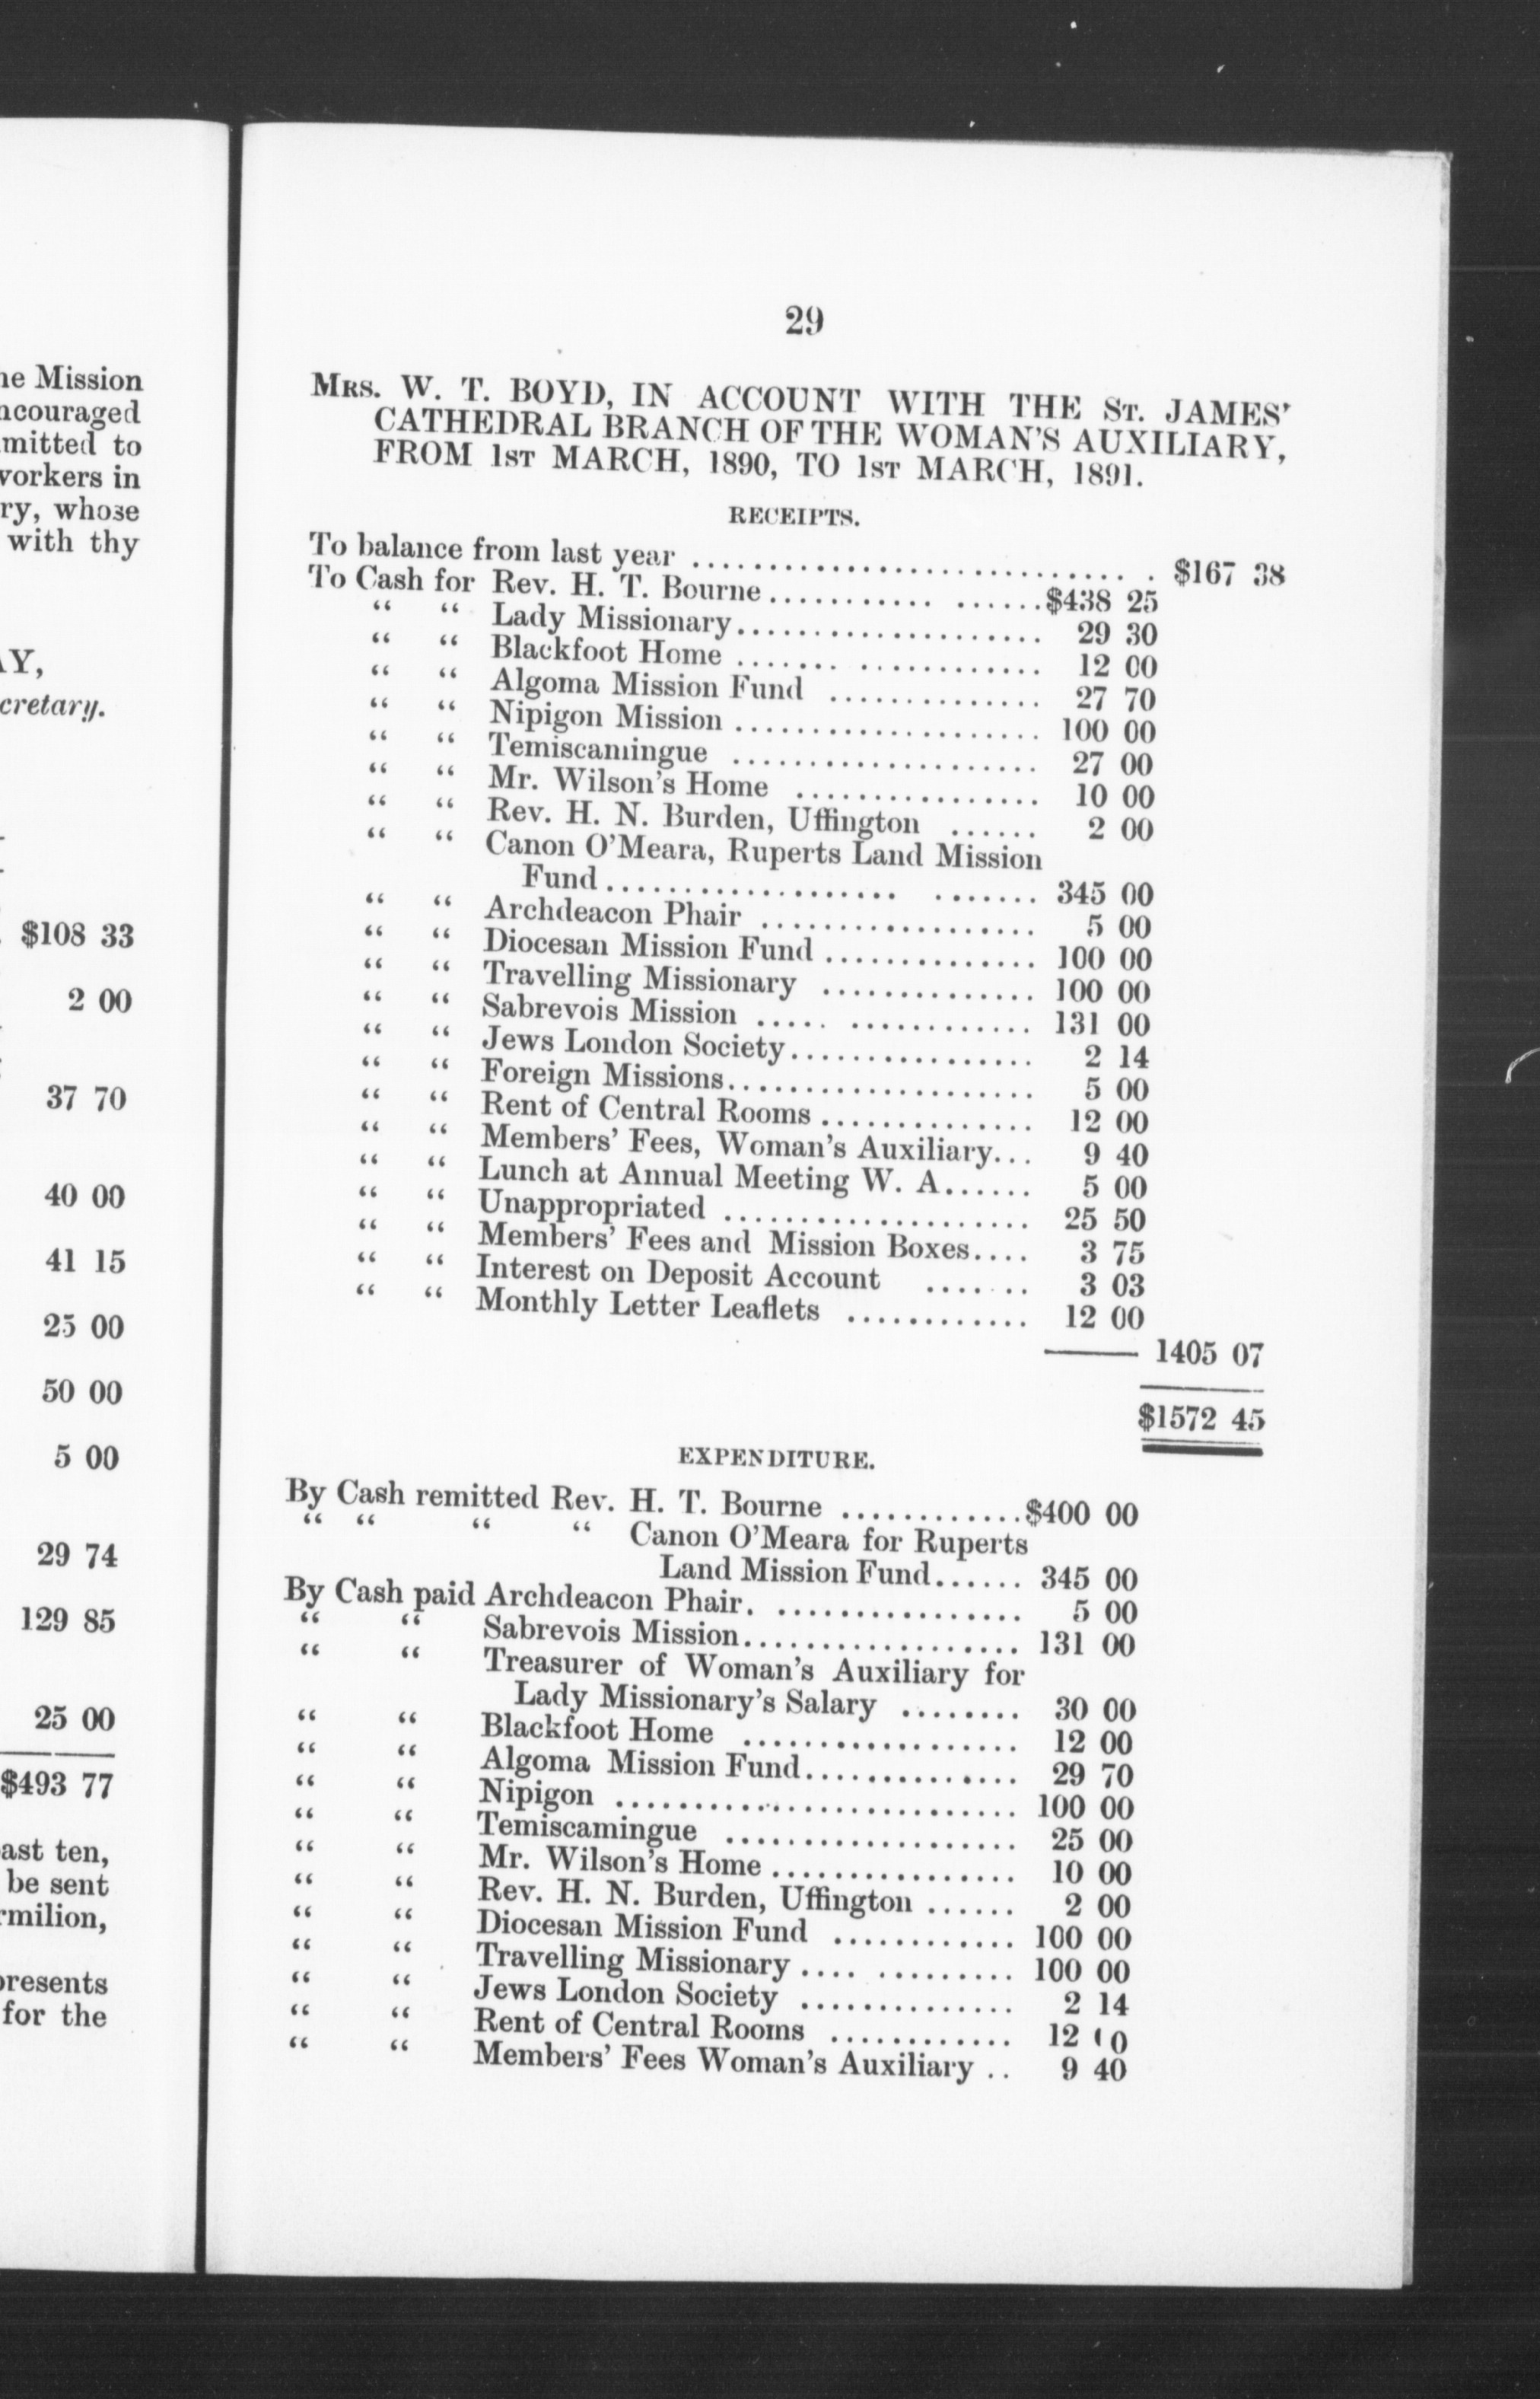 he Mission
ncouraged
mitted to
workers in
ry, whose
with thy
AY,
cretary.
$108 33
2 00
37 70
40 00
41 15
25 00
50 00
5 00
29 74
129 85
25 00
$493 77
ast ten,
be sent
rmilion,
presents
for the
29
MRS. W. T. BOYD, IN ACCOUNT WITH THE ST. JAMES'
CATHEDRAL BRANCH OF THE WOMAN'S AUXILIARY,
FROM 1ST MARCH, 1890, TO 1ST MARCH, 1891.
RECEIPTS.
To balance from last year .............................. $167 38
To Cash for Rev. H. T. Bourne ........... ......$438 25
“ “ Lady Missionary.................... 29 30
“ “ Blackfoot Home ....... ............ 12 00
“ “ Algoma Mission Fund .............. 27 70
“ “ Nipigon Mission .................... 100 00
“ “ Temiscamingue .................... 27 00
“ “ Mr. Wilson's Home ................ 10 00
“ “ Rev. H. N. Burden, Uffington ...... 2 00
“ “ Canon O'Meara, Ruperts Land Mission
Fund................... ....... 345 00
“ “ Archdeacon Phair .................. 5 00
“ “ Diocesan Mission Fund .............. 100 00
“ “ Travelling Missionary .............. 100 00
“ “ Sabrevois Mission ..... ............ 131 00
“ “ Jews London Society................ 2 14
“ “ Foreign Missions.................... 5 00
“ “ Rent of Central Rooms .............. 12 00
“ “ Members' Fees, Woman's Auxiliary... 9 40
“ “ Lunch at Annual Meeting W. A...... 5 00
“ “ Unappropriated .................... 25 50
“ “ Members' Fees and Mission Boxes.... 3 75
“ “ Interest on Deposit Account ....... 3 03
“ “ Monthly Letter Leaflets ............ 12 00
1405 07
$1572 45
EXPENDITURE.
By Cash remitted Rev. H. T. Bourne ............$400 00
“ “ “ “ Canon O'Meara for Ruperts
Land Mission Fund...... 345 00
By Cash paid Archdeacon Phair. ................ 5 00
“ “ Sabrevois Mission.................. 131 00
“ “ Treasurer of Woman's Auxiliary for
Lady Missionary's Salary ........ 30 00
“ “ Blackfoot Home .................. 12 00
“ “ Algoma Mission Fund.............. 29 70
“ “ Nipigon .......................... 100 00
“ “ Temiscamingue ................... 25 00
“ “ Mr. Wilson's Home ................ 10 00
“ “ Rev. H. N. Burden, Uffington ...... 2 00
“ “ Diocesan Mission Fund ............ 100 00
“ “ Travelling Missionary .... ......... 100 00
“ “ Jews London Society .............. 2 14
“ “ Rent of Central Rooms ............ 12 00
“ “ Members' Fees Woman's Auxiliary .. 9 40